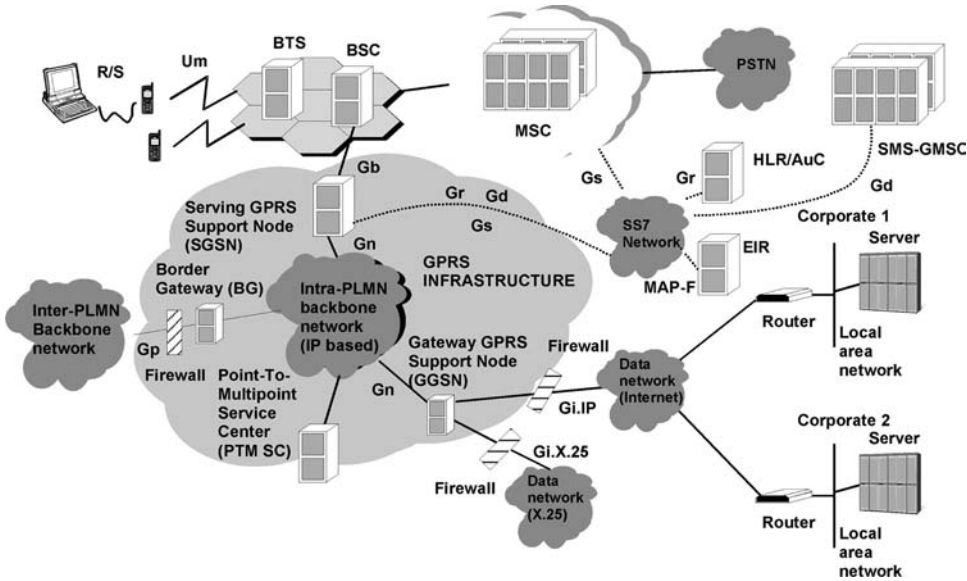 BTS
BSC
R/S
Um
MSC
PSTN
SMS-GMSC
HLR/AuC
Gs
Gr
Gd
Gb
Serving GPRS
Support Node
(SGSN)
Gr
Gd
Gs
SS7
Network
EIR
MAP-F
Corporate 1
Server
Router
Local
area
network
Gn
GPRS
INFRASTRUCTURE
Border
Gateway (BG)
Inter-PLMN
Backbone
network
Gp
Firewall
Intra-PLMN
backbone
network
(IP based)
Gateway GPRS
Support Node
(GGSN)
Gn
Firewall
Gi.IP
Data
network
(Internet)
Point-To-
Multipoint
Service
Center
(PTM SC)
Gi.X.25
Firewall
Data
network
(X.25)
Corporate 2
Server
Router
Local
area
network